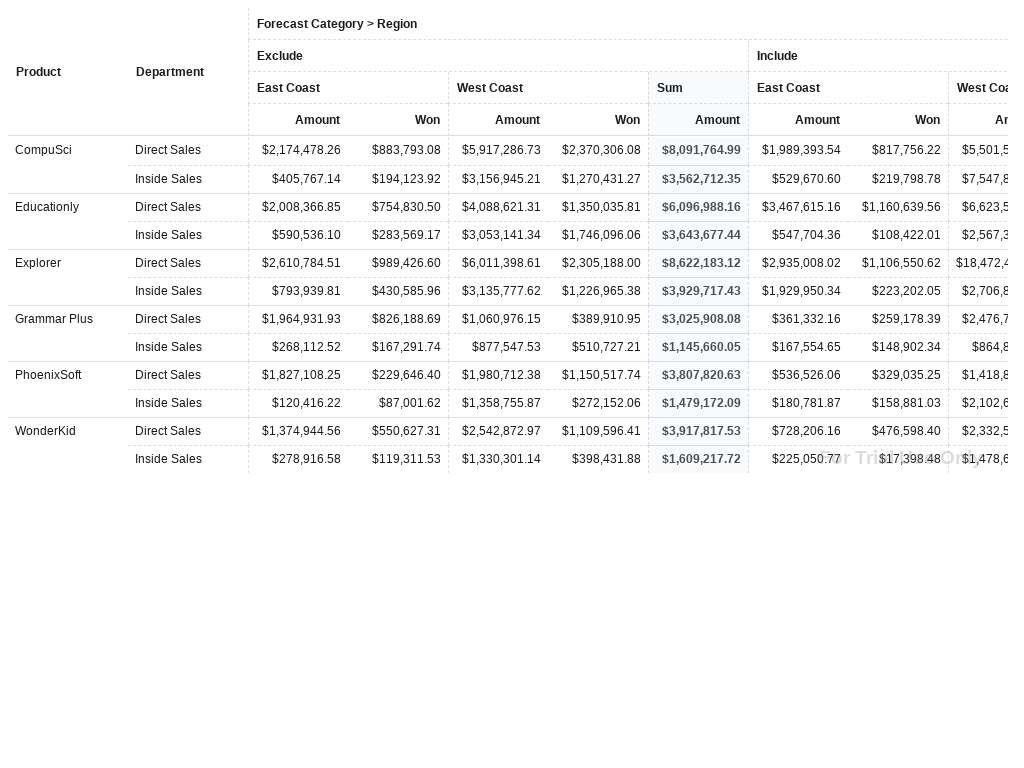 Forecast Category > Region
Product Department Exclude Include
East Coast West Coast Sum East Coast
Amount Won Amount Won Amount Amount Won
CompuSci Direct Sales $2,174,478.26 $883,793.08 $5,917,286.73 $2,370,306.08 $8,091,764.99 $1,989,393.54 $817,756.22 $5,501,5
Inside Sales $405,767.14 $194,123.92 $3,156,945.21 $1,270,431.27 $3,562,712.35 $529,670.60 $219,798.78 $7,547,8
Educationly Direct Sales $2,008,366.85 $754,830.50 $4,088,621.31 $1,350,035.81 $6,096,988.16 $3,467,615.16 $1,160,639.56 $6,623,5
Inside Sales $590,536.10 $283,569.17 $3,053,141.34 $1,746,096.06 $3,643,677.44 $547,704.36 $108,422.01 $2,567,3
Explorer Direct Sales $2,610,784.51 $989,426.60 $6,011,398.61 $2,305,188.00 $8,622,183.12 $2,935,008.02 $1,106,550.62 $18,472,4
Inside Sales $793,939.81 $430,585.96 $3,135,777.62 $1,226,965.38 $3,929,717.43 $1,929,950.34 $223,202.05 $2,706,8
Grammar Plus Direct Sales $1,964,931.93 $826,188.69 $1,060,976.15 $389,910.95 $3,025,908.08 $361,332.16 $259,178.39 $2,476,7
Inside Sales $268,112.52 $167,291.74 $877,547.53 $510,727.21 $1,145,660.05 $167,554.65 $148,902.34 $864,8
PhoenixSoft Direct Sales $1,827,108.25 $229,646.40 $1,980,712.38 $1,150,517.74 $3,807,820.63 $536,526.06 $329,035.25 $1,418,8
Inside Sales $120,416.22 $87,001.62 $1,358,755.87 $272,152.06 $1,479,172.09 $180,781.87 $158,881.03 $2,102,6
WonderKid Direct Sales $1,374,944.56 $550,627.31 $2,542,872.97 $1,109,596.41 $3,917,817.53 $728,206.16 $476,598.40 $2,332,5
Inside Sales $278,916.58 $119,311.53 $1,330,301.14 $398,431.88 $1,609,217.72 $225,050.77 $17,398.48 $1,478,6
For Trial Use Only